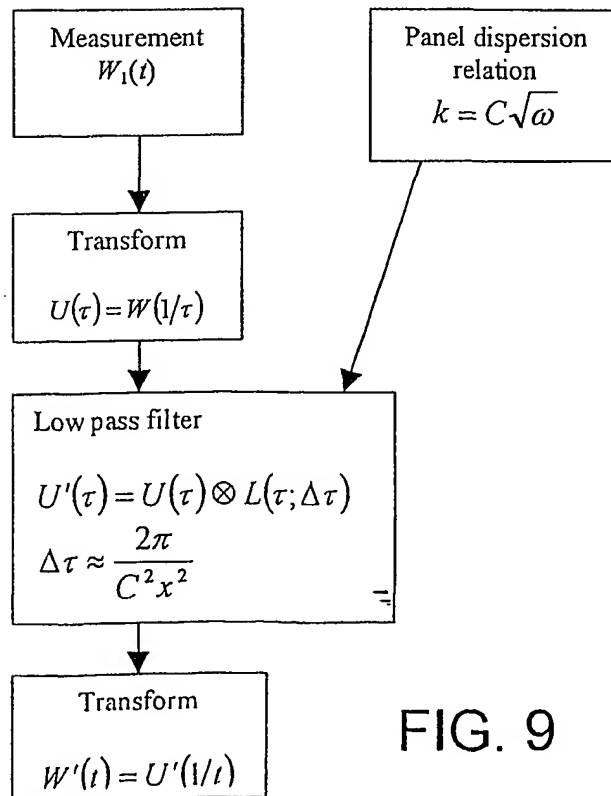 Measurement
W₁(t)
Panel dispersion
relation
k = C√ω
Transform
U(τ) = W(1/τ)
Low pass filter
U'(τ) = U(τ) ⊗ L(τ; Δτ)
Δτ ≈ 2π / C²x²
Transform
W'(t) = U'(1/t)
FIG. 9